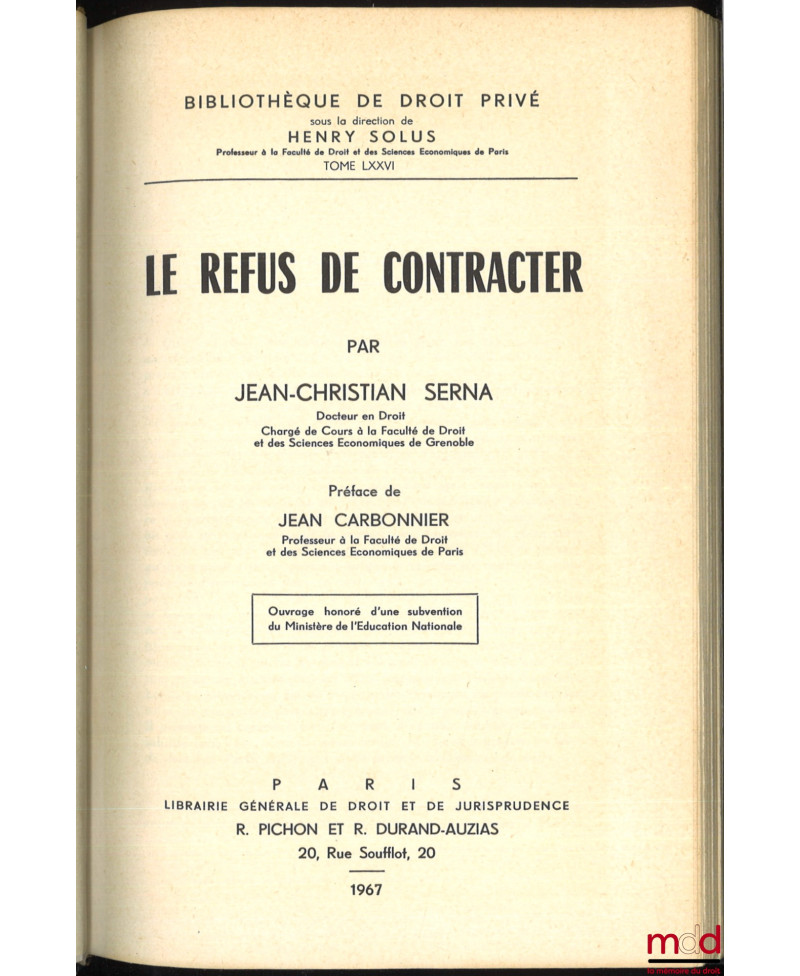 BIBLIOTHÈQUE DE DROIT PRIVÉ
sous la direction de
HENRY SOLUS
Professeur à la Faculté de Droit et des Sciences Economiques de Paris
TOME LXXVI
LE REFUS DE CONTRACTER
PAR
JEAN-CHRISTIAN SERNA
Docteur en Droit
Chargé de Cours à la Faculté de Droit
et des Sciences Economiques de Grenoble
Préface de
JEAN CARBONNIER
Professeur à la Faculté de Droit
et des Sciences Economiques de Paris
Ouvrage honoré d'une subvention
du Ministère de l'Education Nationale
PARIS
LIBRAIRIE GÉNÉRALE DE DROIT ET DE JURISPRUDENCE
R. PICHON ET R. DURAND-AUZIAS
20, Rue Soufflot, 20
1967
mdd
la mémoire du droit